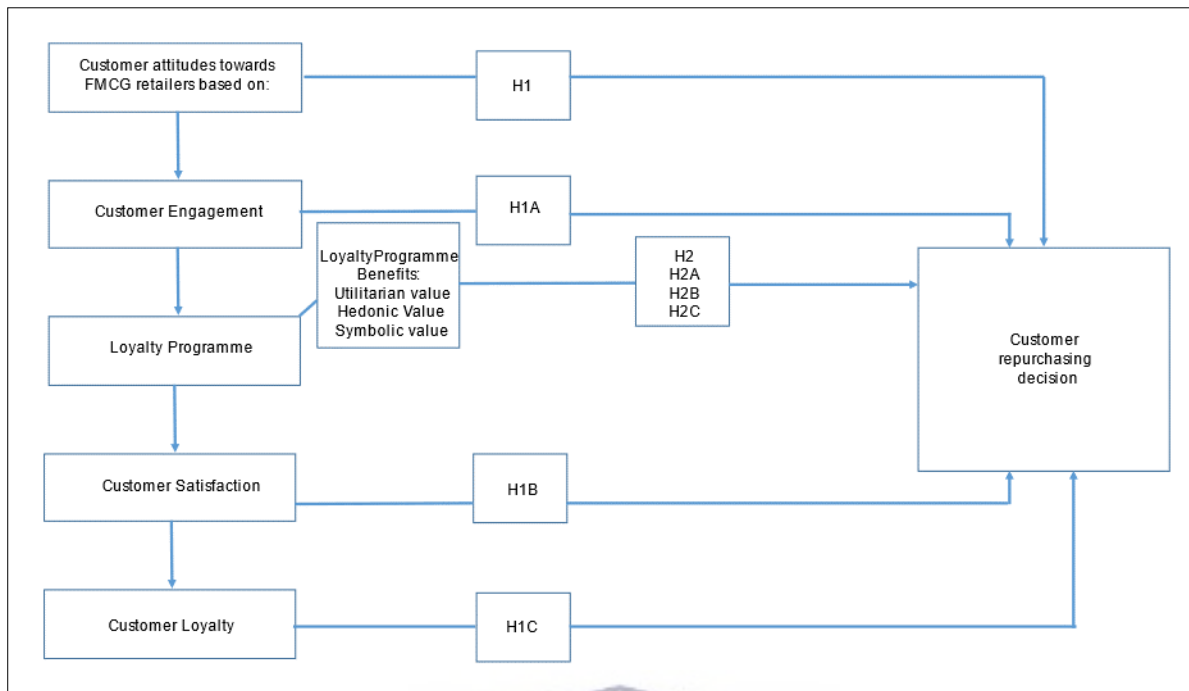 Customer attitudes towards
FMCG retailers based on:
H1
Customer Engagement
H1A
LoyaltyProgramme
Benefits:
Utilitarian value
Hedonic Value
Symbolic value
H2
H2A
H2B
H2C
Loyalty Programme
Customer
repurchasing
decision
Customer Satisfaction
H1B
Customer Loyalty
H1C